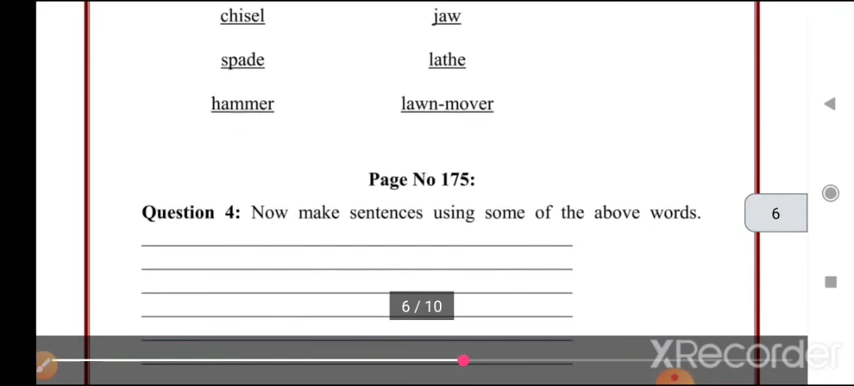 chisel jaw
spade lathe
hammer lawn-mover
Page No 175:
Question 4: Now make sentences using some of the above words.
6
6 / 10
XRecorder